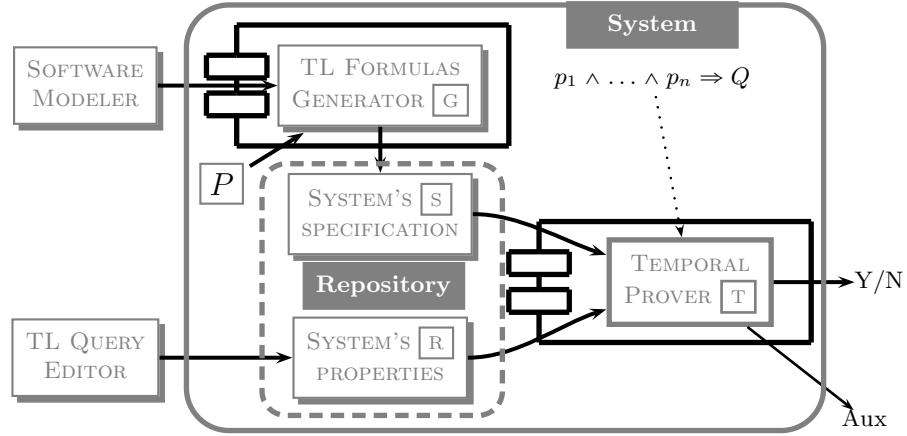 System
SOFTWARE
MODELER
TL FORMULAS
GENERATOR G
p₁ ∧ … ∧ pₙ ⇒ Q
P
SYSTEM'S S
SPECIFICATION
Repository
TEMPORAL
PROVER T
Y/N
TL QUERY
EDITOR
SYSTEM'S R
PROPERTIES
Aux